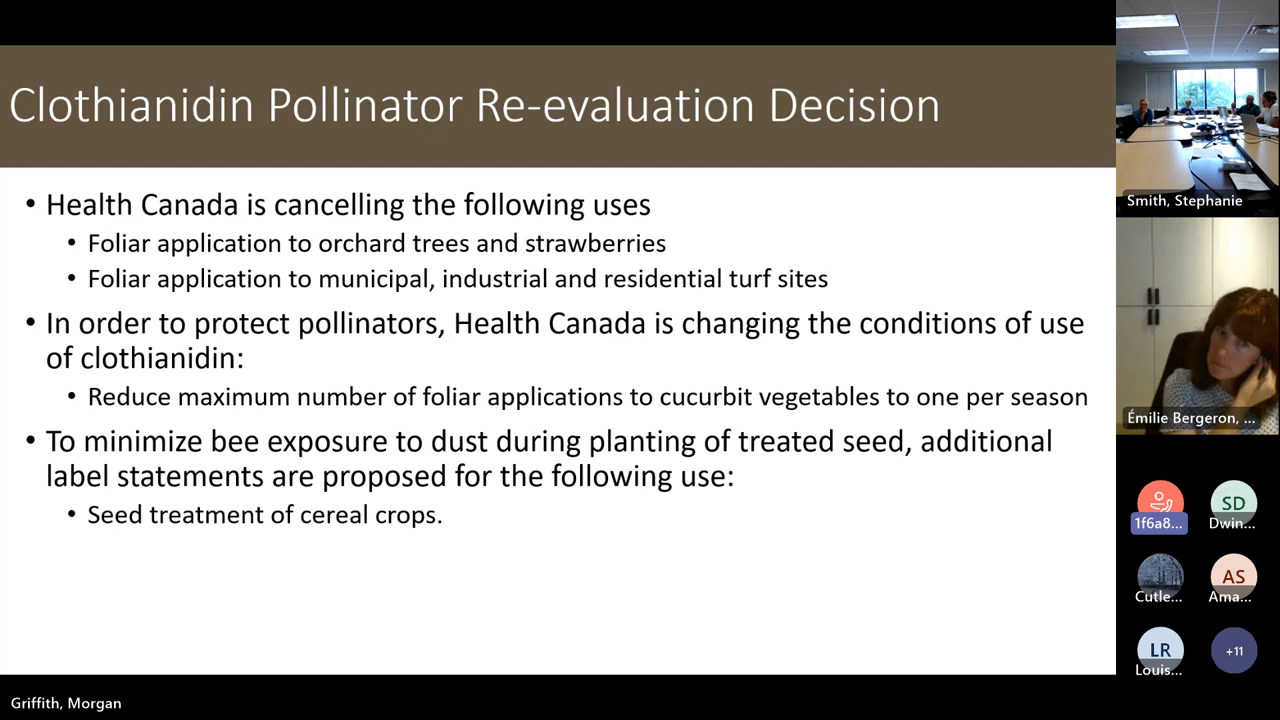 Clothianidin Pollinator Re-evaluation Decision
• Health Canada is cancelling the following uses
• Foliar application to orchard trees and strawberries
• Foliar application to municipal, industrial and residential turf sites
• In order to protect pollinators, Health Canada is changing the conditions of use
of clothianidin:
• Reduce maximum number of foliar applications to cucurbit vegetables to one per season
• To minimize bee exposure to dust during planting of treated seed, additional
label statements are proposed for the following use:
• Seed treatment of cereal crops.
Smith, Stephanie
Émilie Bergeron, ...
1f6a8...
SD
Dwin...
Cutle...
AS
Ama...
LR
Louis...
+11
Griffith, Morgan